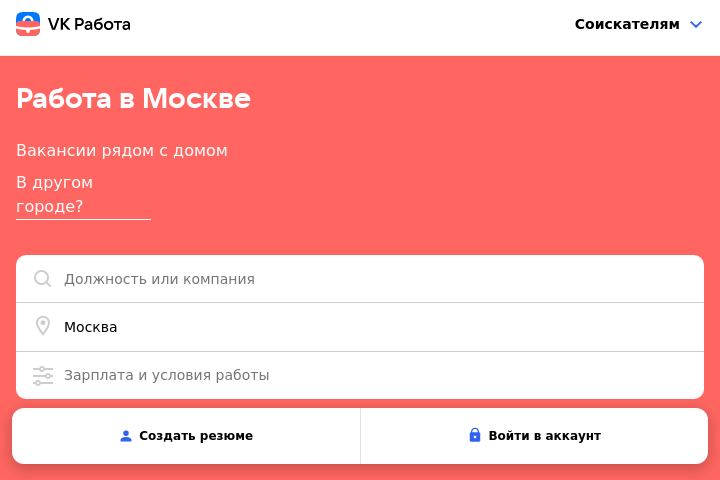 VK Работа
Соискателям
Работа в Москве
Вакансии рядом с домом
В другом
городе?
Должность или компания
Москва
Зарплата и условия работы
Создать резюме
Войти в аккаунт